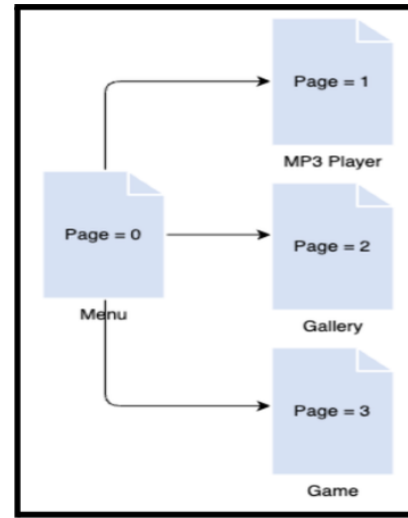 Page = 1
MP3 Player
Page = 0
Menu
Page = 2
Gallery
Page = 3
Game